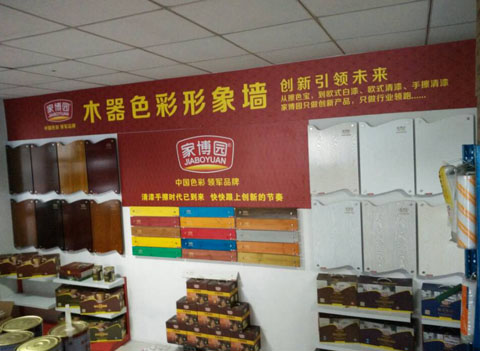 家博园
中国色彩 领军品牌
木器色彩形象墙
创新引领未来
从擦色宝，到欧式白漆、欧式清漆、手擦清漆
家博园只做创新产品，只做行业领跑……
家博园®
JIABOYUAN
中国色彩 领军品牌
清漆手擦时代已到来 快快跟上创新的节奏